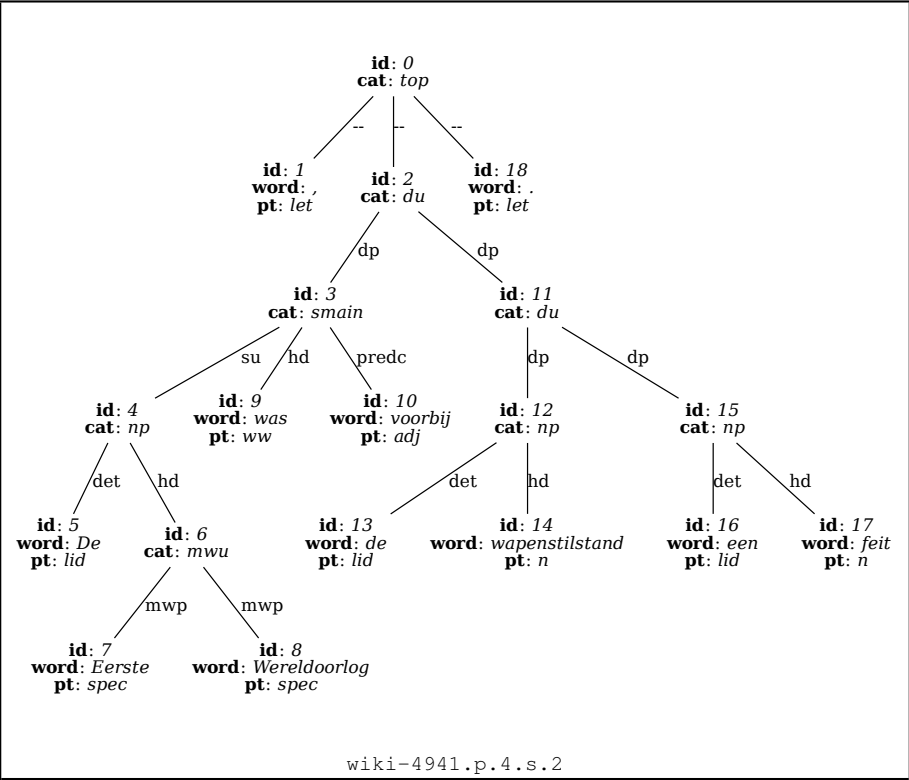 id: 0
cat: top
-- -- --
id: 1
word: ,
pt: let
id: 2
cat: du
id: 18
word: .
pt: let
dp dp
id: 3
cat: smain
id: 11
cat: du
su hd predc dp dp
id: 4
cat: np
id: 9
word: was
pt: ww
id: 10
word: voorbij
pt: adj
id: 12
cat: np
id: 15
cat: np
det hd det hd det hd
id: 5
word: De
pt: lid
id: 6
cat: mwu
id: 13
word: de
pt: lid
id: 14
word: wapenstilstand
pt: n
id: 16
word: een
pt: lid
id: 17
word: feit
pt: n
mwp mwp
id: 7
word: Eerste
pt: spec
id: 8
word: Wereldoorlog
pt: spec
wiki-4941.p.4.s.2